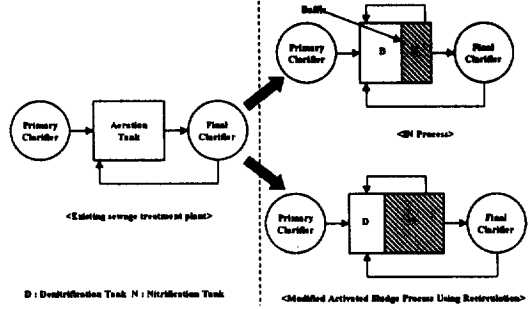 Baffle
Primary
Clarifier
D
Final
Clarifier
<IN Process>
Primary
Clarifier
Aeration
Tank
Final
Clarifier
<Existing sewage treatment plant>
Primary
Clarifier
D
Final
Clarifier
D : Denitrification Tank N : Nitrification Tank
<Modified Activated Sludge Process Using Recirculation>